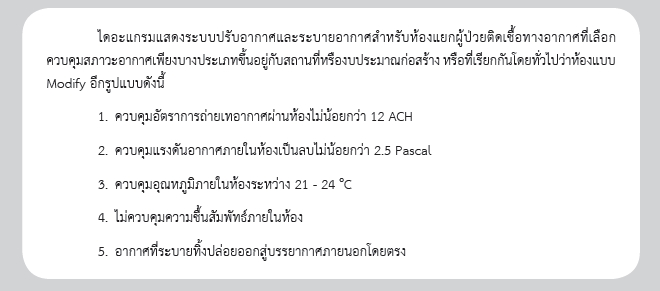 ไดอะแกรมแสดงระบบปรับอากาศและระบายอากาศสำหรับห้องแยกผู้ป่วยติดเชื้อทางอากาศที่เลือก
ควบคุมสภาวะอากาศเพียงบางประเภทขึ้นอยู่กับสถานที่หรืองบประมาณก่อสร้าง หรือที่เรียกกันโดยทั่วไปว่าห้องแบบ
Modify อีกรูปแบบดังนี้
1. ควบคุมอัตราการถ่ายเทอากาศผ่านห้องไม่น้อยกว่า 12 ACH
2. ควบคุมแรงดันอากาศภายในห้องเป็นลบไม่น้อยกว่า 2.5 Pascal
3. ควบคุมอุณหภูมิภายในห้องระหว่าง 21 - 24 °C
4. ไม่ควบคุมความชื้นสัมพัทธ์ภายในห้อง
5. อากาศที่ระบายทิ้งปล่อยออกสู่บรรยากาศภายนอกโดยตรง